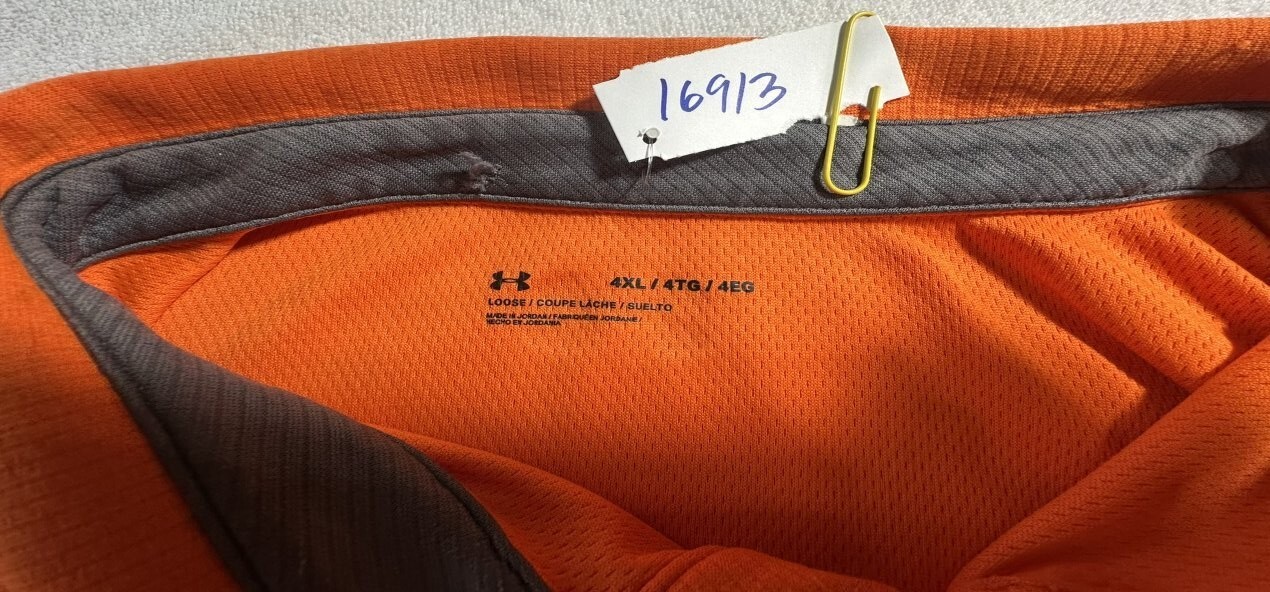 16913
4XL / 4TG / 4EG
LOOSE / COUPE LÂCHE / SUELTO
MADE IN JORDAN / FABRIQUÉ EN JORDANIE /
HECHO EN JORDANIA